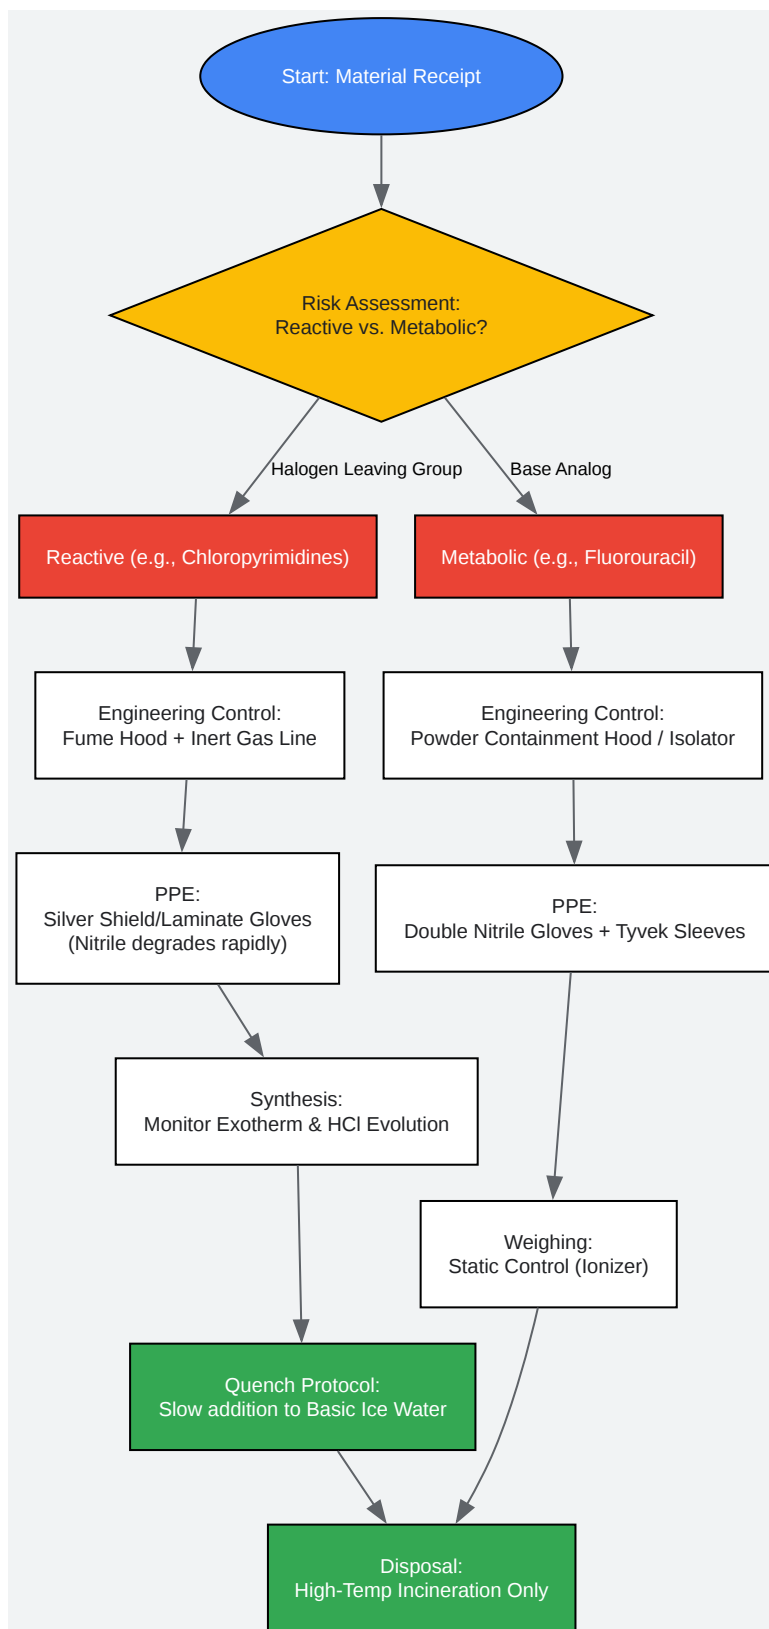 Start: Material Receipt
Risk Assessment:
Reactive vs. Metabolic?
Halogen Leaving Group
Base Analog
Reactive (e.g., Chloropyrimidines)
Metabolic (e.g., Fluorouracil)
Engineering Control:
Fume Hood + Inert Gas Line
Engineering Control:
Powder Containment Hood / Isolator
PPE:
Silver Shield/Laminate Gloves
(Nitrile degrades rapidly)
PPE:
Double Nitrile Gloves + Tyvek Sleeves
Synthesis:
Monitor Exotherm & HCl Evolution
Weighing:
Static Control (Ionizer)
Quench Protocol:
Slow addition to Basic Ice Water
Disposal:
High-Temp Incineration Only